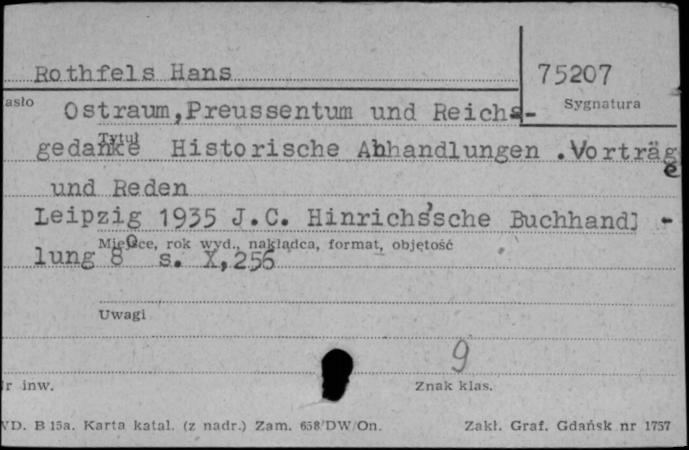 Rothfels Hans
75207
asło
Sygnatura
Ostraum,Preussentum und Reichs-
Tytuł
gedanke Historische Abhandlungen .Vorträge
und Reden
Leipzig 1935 J.C. Hinrichs'sche Buchhandl -
Miejsce, rok wyd., nakładca, format, objętość
lung 8° s. X,256
Uwagi
9
r inw.
Znak klas.
VD. B 15a. Karta katal. (z nadr.) Zam. 658/DW/On.
Zakł. Graf. Gdańsk nr 1757